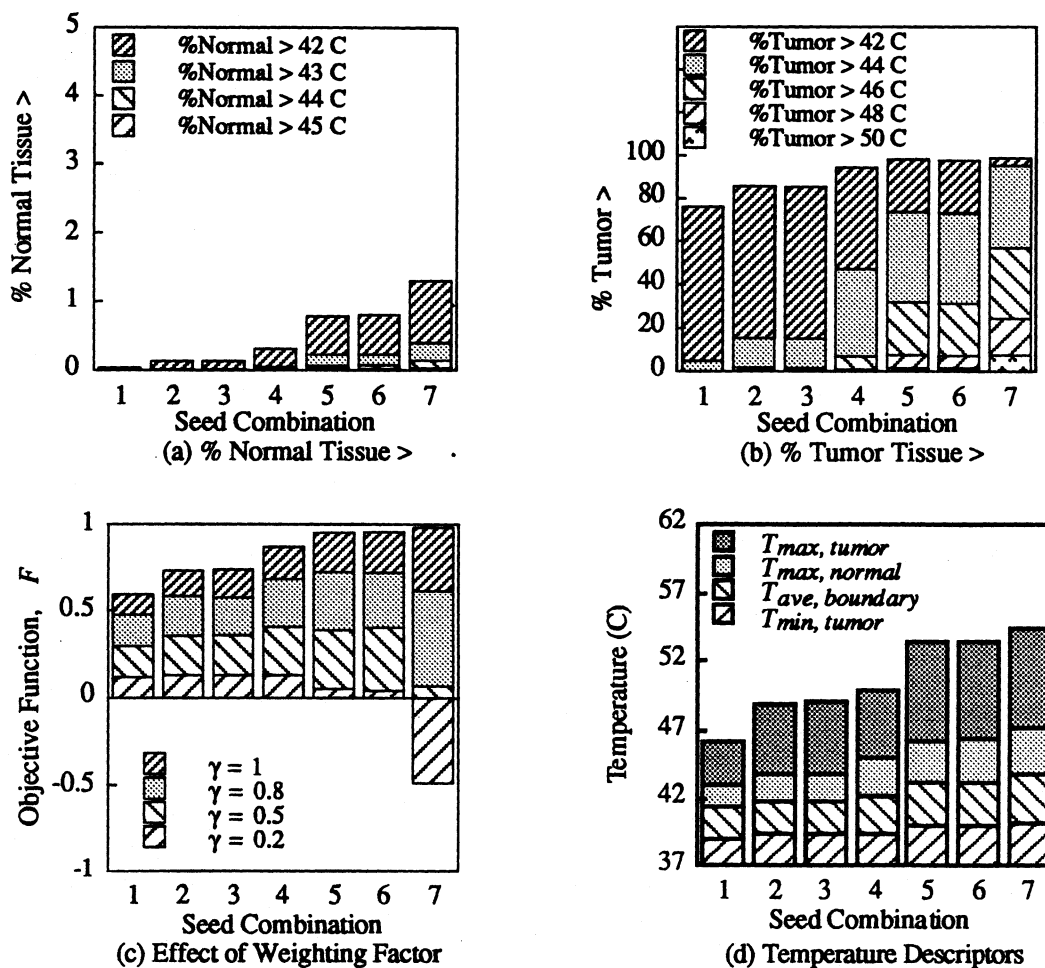 5
4
3
2
1
0
% Normal Tissue >
%Normal > 42 C
%Normal > 43 C
%Normal > 44 C
%Normal > 45 C
1 2 3 4 5 6 7
Seed Combination
(a) % Normal Tissue >
100
80
60
40
20
0
% Tumor >
%Tumor > 42 C
%Tumor > 44 C
%Tumor > 46 C
%Tumor > 48 C
%Tumor > 50 C
1 2 3 4 5 6 7
Seed Combination
(b) % Tumor Tissue >
1
0.5
0
-0.5
-1
Objective Function, F
γ = 1
γ = 0.8
γ = 0.5
γ = 0.2
1 2 3 4 5 6 7
Seed Combination
(c) Effect of Weighting Factor
62
57
52
47
42
37
Temperature (C)
Tmax, tumor
Tmax, normal
Tave, boundary
Tmin, tumor
1 2 3 4 5 6 7
Seed Combination
(d) Temperature Descriptors